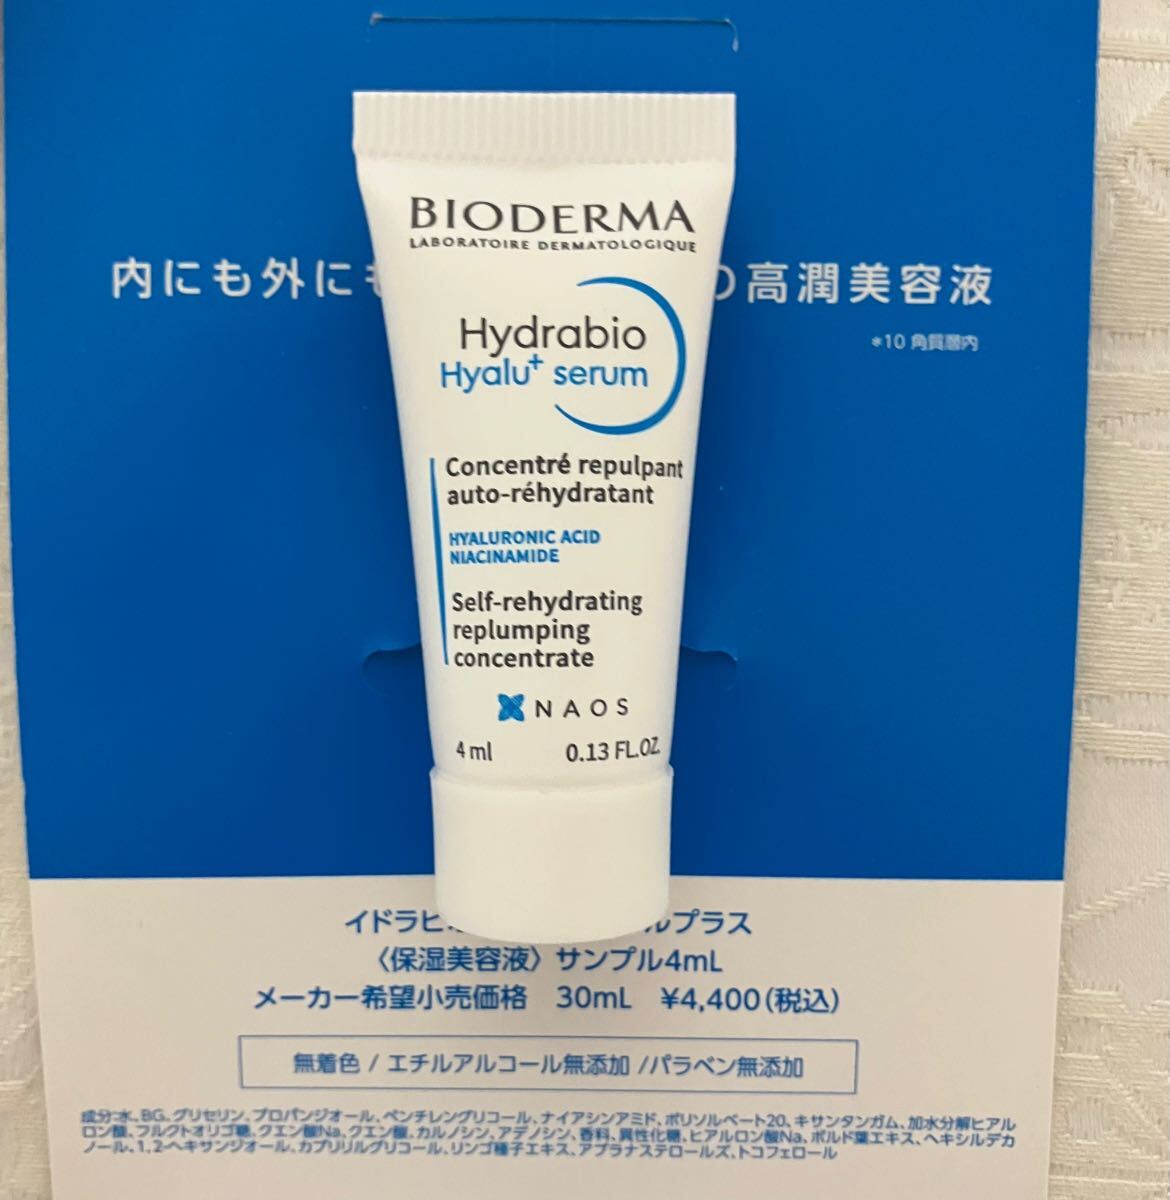 BIODERMA
LABORATOIRE DERMATOLOGIQUE
内にも外に の高潤美容液
*10 角質層内
Hydrabio
Hyalu+ serum
Concentré repulpant
auto-réhydratant
HYALURONIC ACID
NIACINAMIDE
Self-rehydrating
replumping
concentrate
NAOS
4 ml 0.13 FL.OZ.
イドラビ ルプラス
〈保湿美容液〉サンプル4mL
メーカー希望小売価格 30mL ¥4,400(税込)
無着色 / エチルアルコール無添加 /パラベン無添加
成分:水、BG、グリセリン、プロパンジオール、ペンチレングリコール、ナイアシンアミド、ポリソルベート20、キサンタンガム、加水分解ヒアル
ロン酸、フルクトオリゴ糖、クエン酸Na、クエン酸、カルノシン、アデノシン、香料、異性化糖、ヒアルロン酸Na、ボルド葉エキス、ヘキシルデカ
ノール、1,2-ヘキサンジオール、カプリリルグリコール、リンゴ種子エキス、アブラナステロールズ、トコフェロール